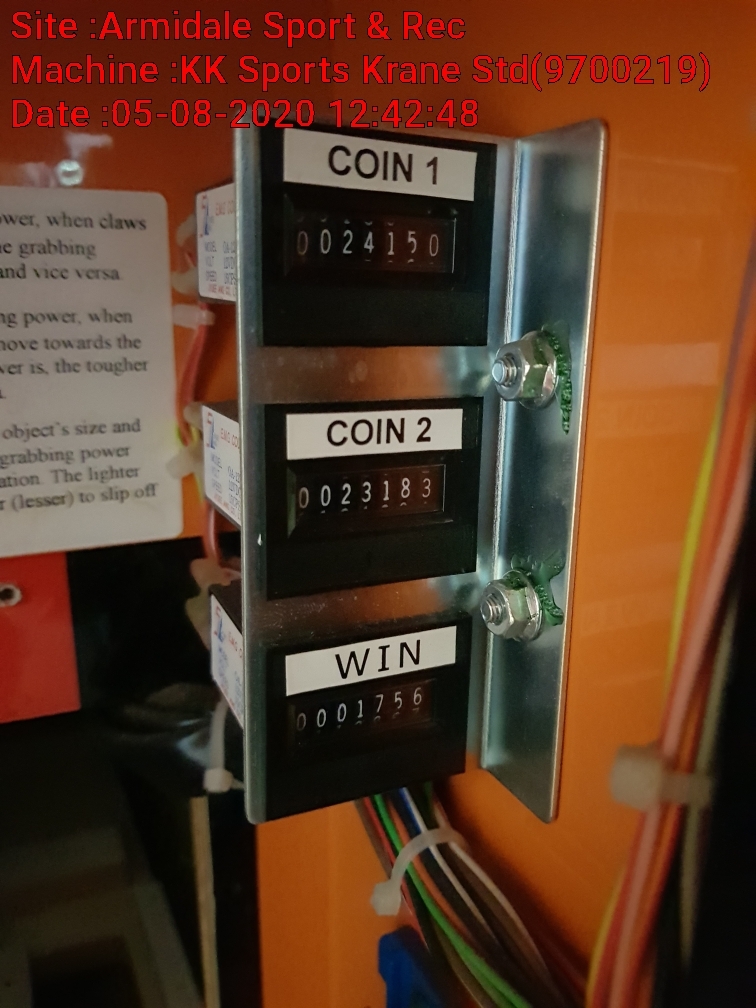 Site :Armidale Sport & Rec
Machine :KK Sports Krane Std(9700219)
Date :05-08-2020 12:42:48
COIN 1
0024150
ower, when claws
e grabbing
and vice versa.
ng power, when
move towards the
wer is, the tougher
COIN 2
0023183
object's size and
grabbing power
ation. The lighter
r (lesser) to slip off
WIN
0001756